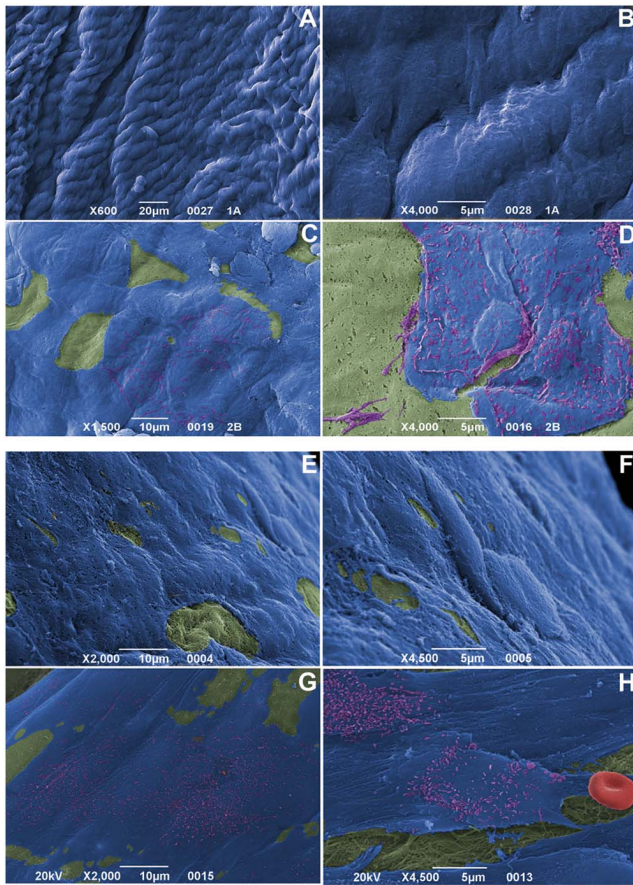 A
X600 20μm 0027 1A
B
X4,000 5μm 0028 1A
C
X1,500 10μm 0019 2B
D
X4,000 5μm 0016 2B
E
X2,000 10μm 0004
F
X4,500 5μm 0005
G
20kV X2,000 10μm 0015
H
20kV X4,500 5μm 0013